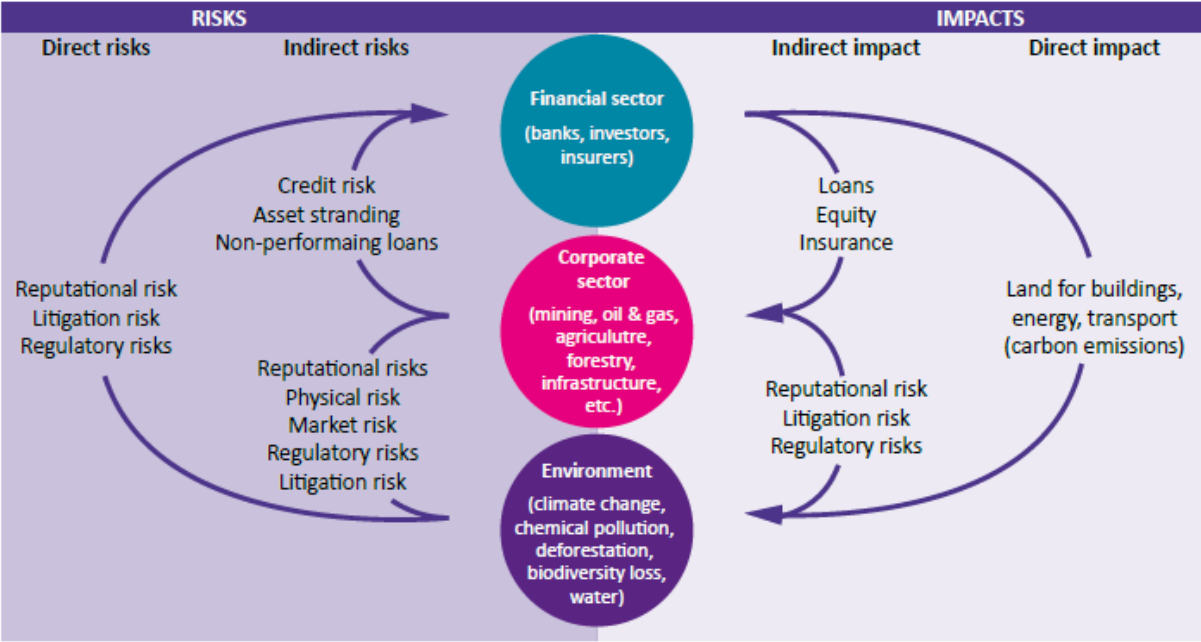 RISKS
IMPACTS
Direct risks
Indirect risks
Indirect impact
Direct impact
Financial sector
(banks, investors,
insurers)
Credit risk
Asset stranding
Non-performaing loans
Loans
Equity
Insurance
Corporate
sector
(mining, oil & gas,
agriculutre,
forestry,
infrastructure,
etc.)
Reputational risk
Litigation risk
Regulatory risks
Land for buildings,
energy, transport
(carbon emissions)
Reputational risks
Physical risk
Market risk
Regulatory risks
Litigation risk
Reputational risk
Litigation risk
Regulatory risks
Environment
(climate change,
chemical pollution,
deforestation,
biodiversity loss,
water)